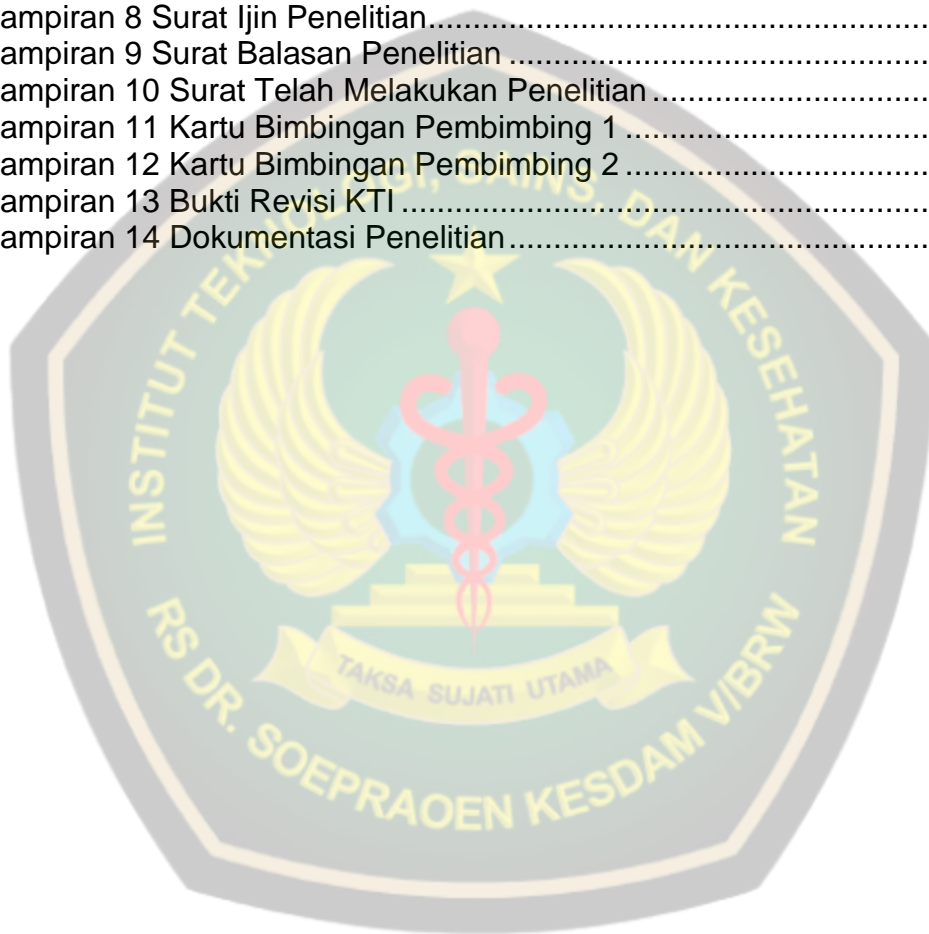 ampiran 8 Surat Ijin Penelitian..........................................................
ampiran 9 Surat Balasan Penelitian ................................................
ampiran 10 Surat Telah Melakukan Penelitian ................................
ampiran 11 Kartu Bimbingan Pembimbing 1 ...................................
ampiran 12 Kartu Bimbingan Pembimbing 2 ...................................
ampiran 13 Bukti Revisi KTI .............................................................
ampiran 14 Dokumentasi Penelitian ................................................
INSTITUT TEKNOLOGI, SAINS, DAN KESEHATAN
TAKSA SUJATI UTAMA
RS DR. SOEPRAOEN KESDAM V/BRW